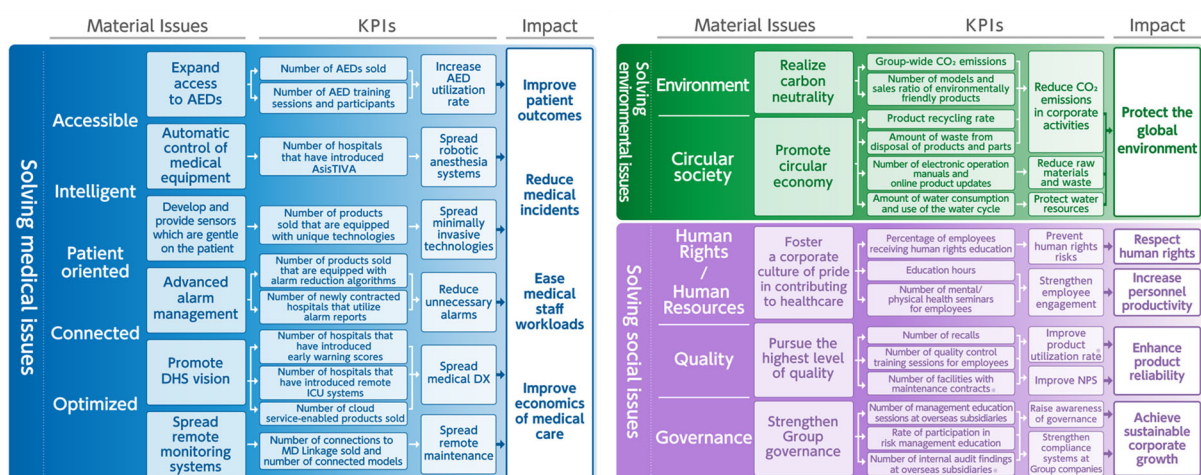 Material Issues
KPIs
Impact
Solving medical issues
Accessible
Intelligent
Patient
oriented
Connected
Optimized
Expand
access
to AEDs
Number of AEDs sold
Number of AED training
sessions and participants
Increase
AED
utilization
rate
Automatic
control of
medical
equipment
Number of hospitals
that have introduced
AsisTIVA
Spread
robotic
anesthesia
systems
Develop and
provide sensors
which are gentle
on the patient
Number of products
sold that are equipped
with unique technologies
Spread
minimally
invasive
technologies
Advanced
alarm
management
Number of products sold
that are equipped with
alarm reduction algorithms
Number of newly contracted
hospitals that utilize
alarm reports
Reduce
unnecessary
alarms
Promote
DHS vision
Number of hospitals
that have introduced
early warning scores
Number of hospitals
that have introduced remote
ICU systems
Number of cloud
service-enabled products sold
Spread
medical DX
Spread
remote
monitoring
systems
Number of connections to
MD Linkage sold and
number of connected models
Spread
remote
maintenance
Improve
patient
outcomes
Reduce
medical
incidents
Ease
medical
staff
workloads
Improve
economics
of medical
care
Material Issues
KPIs
Impact
Solving
environmental issues
Environment
Realize
carbon
neutrality
Group-wide CO₂ emissions
Number of models and
sales ratio of environmentally
friendly products
Circular
society
Promote
circular
economy
Product recycling rate
Amount of waste from
disposal of products and parts
Number of electronic operation
manuals and
online product updates
Amount of water consumption
and use of the water cycle
Reduce CO₂
emissions
in corporate
activities
Reduce raw
materials
and waste
Protect water
resources
Protect the
global
environment
Solving social issues
Human
Rights
/
Human
Resources
Foster
a corporate
culture of pride
in contributing
to healthcare
Percentage of employees
receiving human rights education
Education hours
Number of mental/
physical health seminars
for employees
Prevent
human rights
risks
Strengthen
employee
engagement
Respect
human rights
Increase
personnel
productivity
Quality
Pursue the
highest level
of quality
Number of recalls
Number of quality control
training sessions for employees
Number of facilities with
maintenance contracts※
Improve
product
utilization rate※
Improve NPS
Enhance
product
reliability
Governance
Strengthen
Group
governance
Number of management education
sessions at overseas subsidiaries
Rate of participation in
risk management education
Number of internal audit findings
at overseas subsidiaries※
Raise awareness
of governance
Strengthen
compliance
systems at
Group companies
Achieve
sustainable
corporate
growth